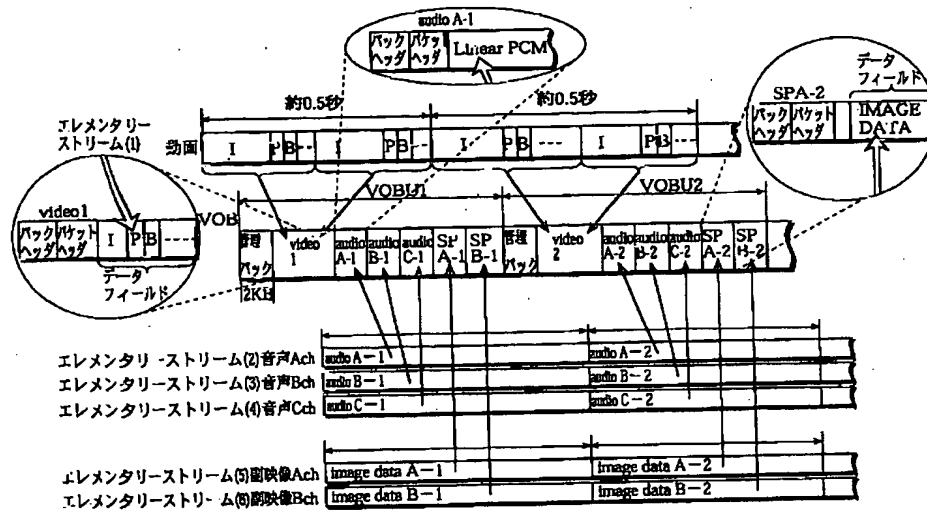 audio A-1
パック ヘッダ
パケット ヘッダ
Linear PCM
約0.5秒
約0.5秒
SPA-2
データ フィールド
パック ヘッダ
パケット ヘッダ
IMAGE DATA
エレメンタリー ストリーム(1)
動画
I P B ---- I P B ---- I P B ---- I P B ----
VOBU1
VOBU2
VOB
video1
パック ヘッダ
パケット ヘッダ
I P B ----
データ フィールド
管理 パック
video 1
audio A-1
audio B-1
audio C-1
SP A-1
SP B-1
管理 パック
video 2
audio A-2
audio B-2
audio C-2
SP A-2
SP B-2
2KB
エレメンタリーストリーム(2)音声Ach
audio A-1
audio A-2
エレメンタリーストリーム(3)音声Bch
audio B-1
audio B-2
エレメンタリーストリーム(4)音声Cch
audio C-1
audio C-2
エレメンタリーストリーム(5)副映像Ach
image data A-1
image data A-2
エレメンタリーストリーム(6)副映像Bch
image data B-1
image data B-2